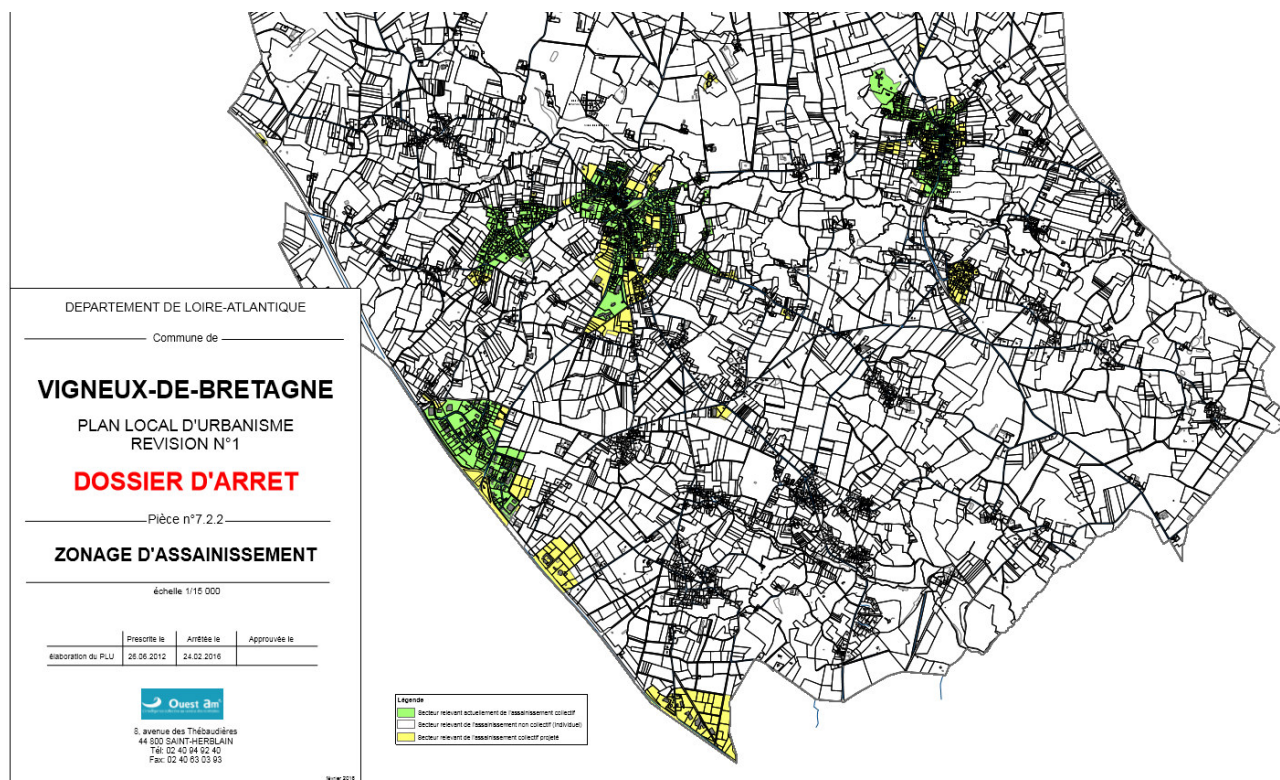 DEPARTEMENT DE LOIRE-ATLANTIQUE
Commune de
VIGNEUX-DE-BRETAGNE
PLAN LOCAL D'URBANISME
REVISION N°1
DOSSIER D'ARRET
Pièce n°7.2.2
ZONAGE D'ASSAINISSEMENT
échelle 1/15 000
Prescrite le Arrêtée le Approuvée le
élaboration du PLU 26.06.2012 24.02.2016
Ouest am'
8, avenue des Thébaudières
44 800 SAINT-HERBLAIN
Tél: 02 40 94 92 40
Fax: 02 40 63 03 93
février 2016
Légende
Secteur relevant actuellement de l'assainissement collectif
Secteur relevant de l'assainissement non collectif (individuel)
Secteur relevant de l'assainissement collectif projeté